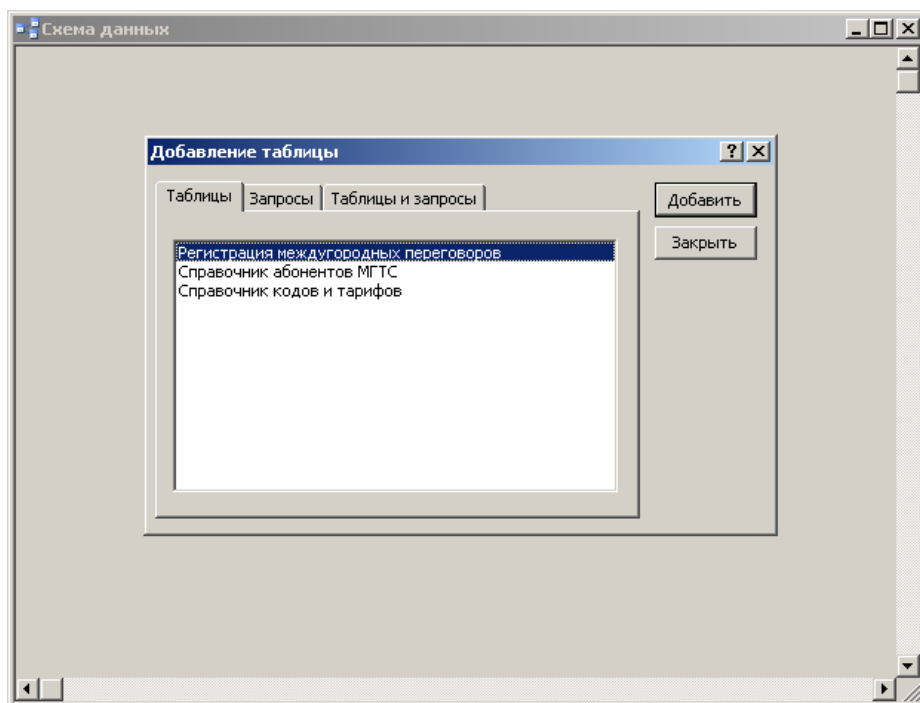 Схема данных
Добавление таблицы
Таблицы Запросы Таблицы и запросы
Добавить
Закрыть
Регистрация междугородных переговоров
Справочник абонентов МГТС
Справочник кодов и тарифов